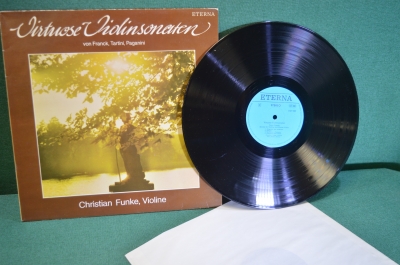 ETERNA
Virtuose Violinsonaten
von Franck, Tartini, Paganini
Christian Funke, Violine
ETERNA